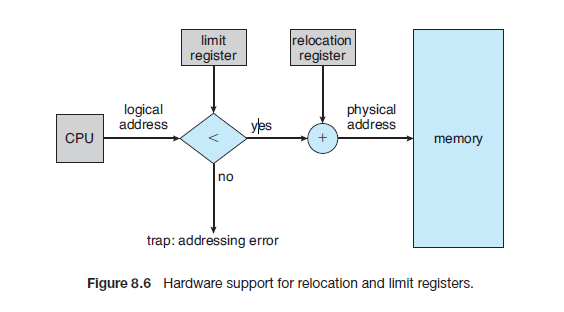 limit
register
relocation
register
logical
address
yes
physical
address
CPU
<
+
memory
no
trap: addressing error
Figure 8.6 Hardware support for relocation and limit registers.